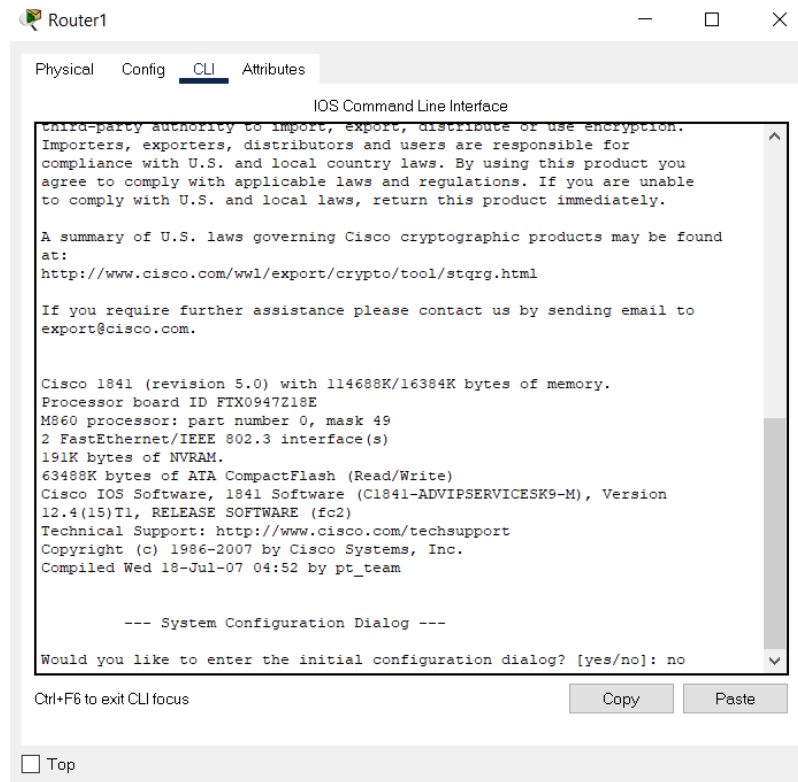 Router1
Physical Config CLI Attributes
IOS Command Line Interface
third-party authority to import, export, distribute or use encryption.
Importers, exporters, distributors and users are responsible for
compliance with U.S. and local country laws. By using this product you
agree to comply with applicable laws and regulations. If you are unable
to comply with U.S. and local laws, return this product immediately.
A summary of U.S. laws governing Cisco cryptographic products may be found
at:
http://www.cisco.com/wwl/export/crypto/tool/stqrg.html
If you require further assistance please contact us by sending email to
export@cisco.com.
Cisco 1841 (revision 5.0) with 114688K/16384K bytes of memory.
Processor board ID FTX0947Z18E
M860 processor: part number 0, mask 49
2 FastEthernet/IEEE 802.3 interface(s)
191K bytes of NVRAM.
63488K bytes of ATA CompactFlash (Read/Write)
Cisco IOS Software, 1841 Software (C1841-ADVIPSERVICESK9-M), Version
12.4(15)T1, RELEASE SOFTWARE (fc2)
Technical Support: http://www.cisco.com/techsupport
Copyright (c) 1986-2007 by Cisco Systems, Inc.
Compiled Wed 18-Jul-07 04:52 by pt_team
--- System Configuration Dialog ---
Would you like to enter the initial configuration dialog? [yes/no]: no
Ctrl+F6 to exit CLI focus
Copy Paste
Top